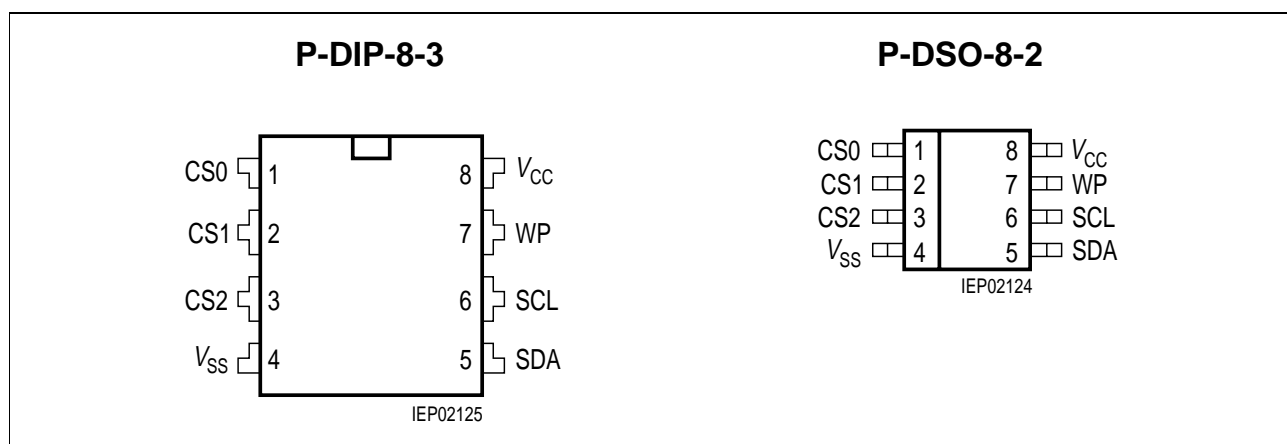 P-DIP-8-3
CS0 1 8 VCC
CS1 2 7 WP
CS2 3 6 SCL
VSS 4 5 SDA
IEP02125
P-DSO-8-2
CS0 1 8 VCC
CS1 2 7 WP
CS2 3 6 SCL
VSS 4 5 SDA
IEP02124